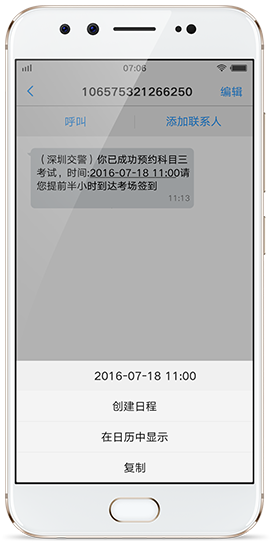 07:06
106575321266250
编辑
呼叫
添加联系人
（深圳交警）你已成功预约科目三
考试，时间:2016-07-18 11:00请
您提前半小时到达考场签到
11:13
2016-07-18 11:00
创建日程
在日历中显示
复制